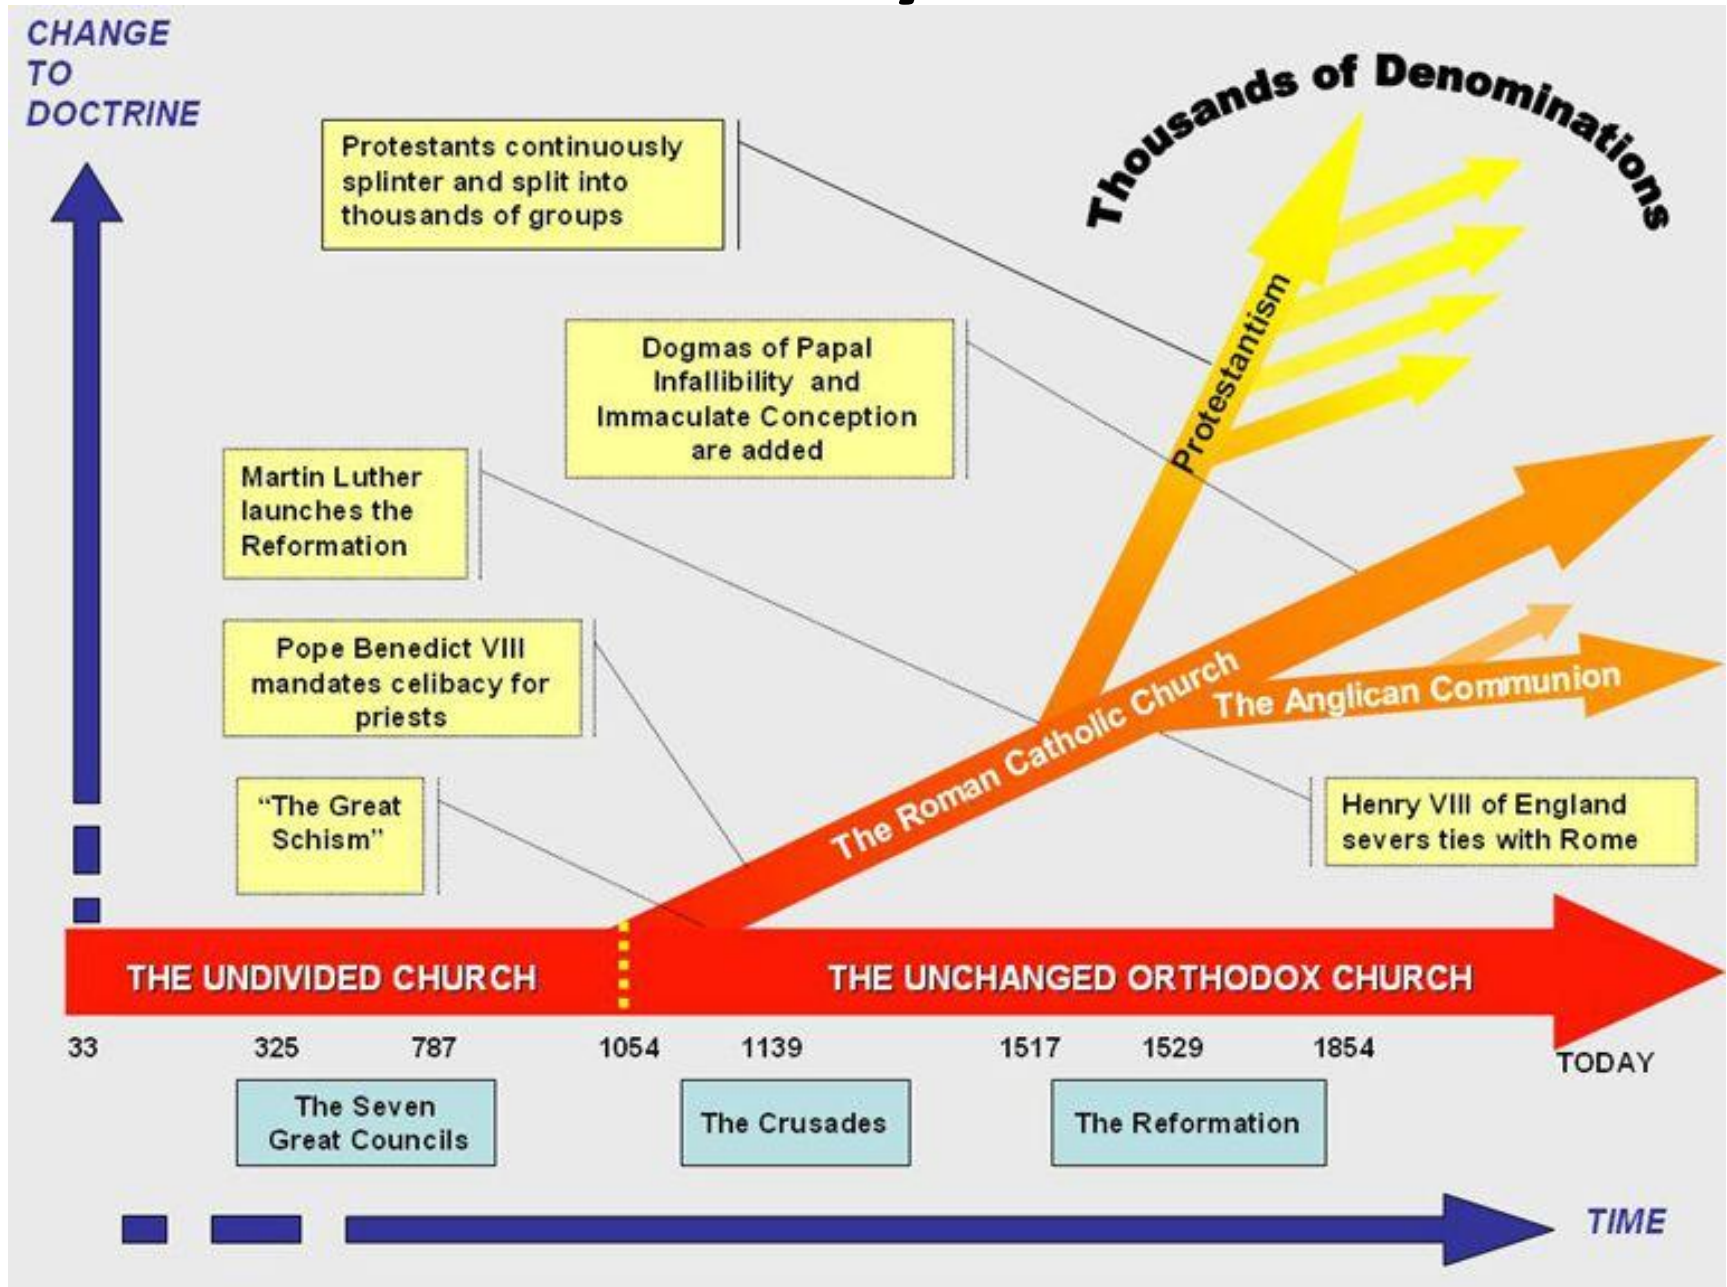 CHANGE
TO
DOCTRINE
Thousands of Denominations
Protestants continuously
splinter and split into
thousands of groups
Protestantism
Dogmas of Papal
Infallibility and
Immaculate Conception
are added
Martin Luther
launches the
Reformation
Pope Benedict VIII
mandates celibacy for
priests
The Roman Catholic Church
The Anglican Communion
"The Great
Schism"
Henry VIII of England
severs ties with Rome
THE UNDIVIDED CHURCH
THE UNCHANGED ORTHODOX CHURCH
33 325 787 1054 1139 1517 1529 1854 TODAY
The Seven
Great Councils
The Crusades
The Reformation
TIME